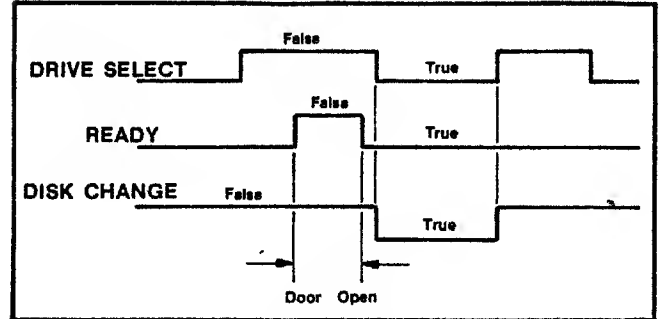 False
DRIVE SELECT
True
False
READY
True
DISK CHANGE
False
True
Door Open